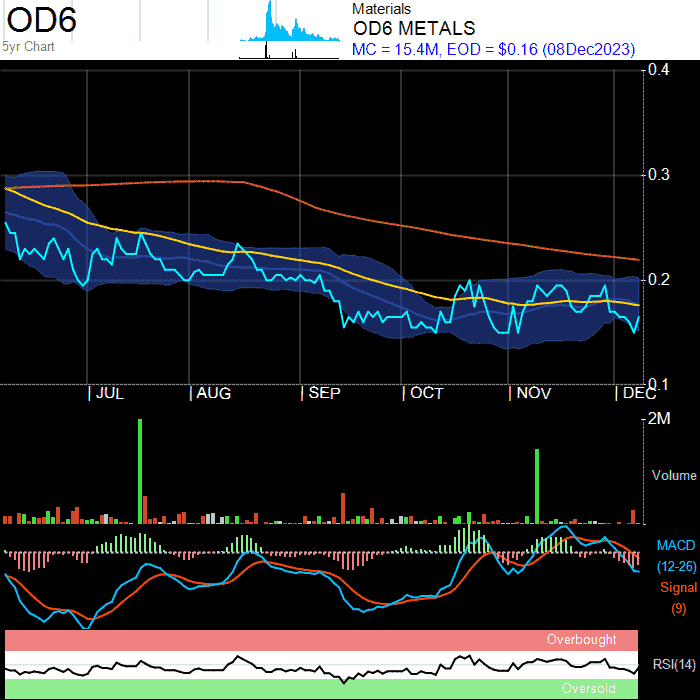 OD6
5yr Chart
Materials
OD6 METALS
MC = 15.4M, EOD = $0.16 (08Dec2023)
0.4
0.3
0.2
0.1
JUL AUG SEP OCT NOV DEC
2M
Volume
MACD
(12-26)
Signal
(9)
Overbought
RSI(14)
Oversold